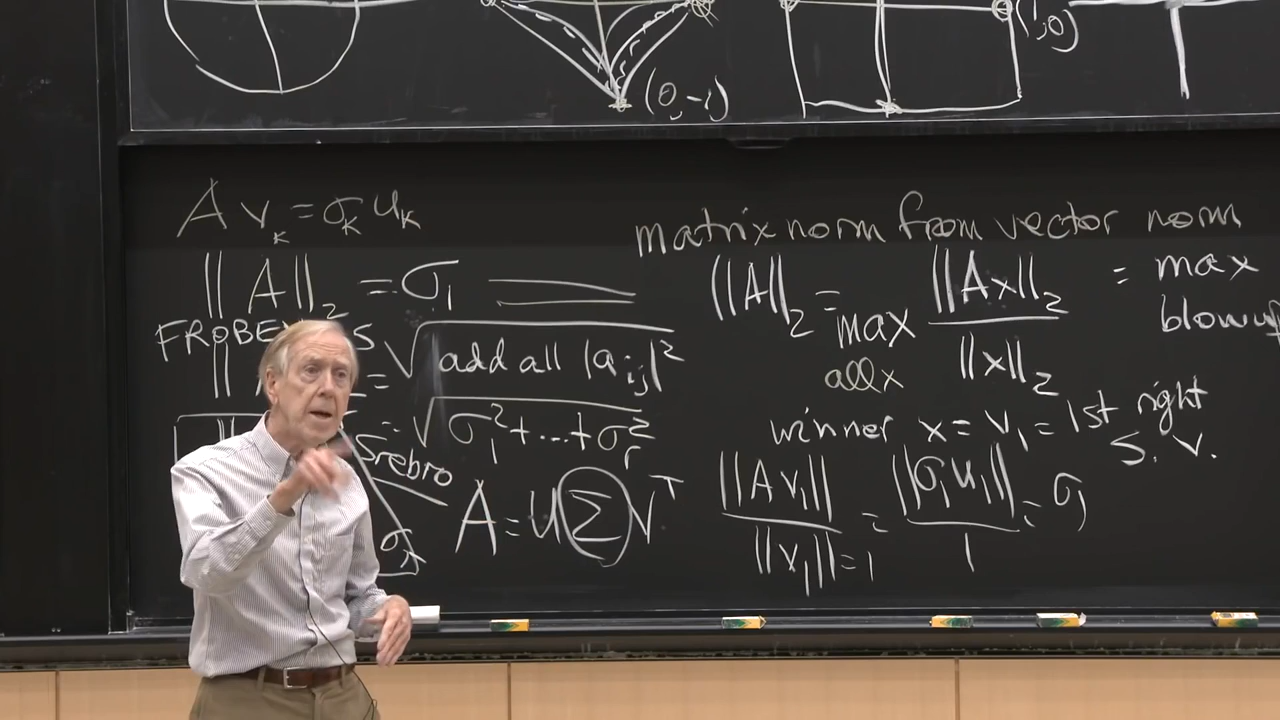 (0,-1)
(1,0)
A v_k = σ_k u_k
||A||_2 = σ_1
FROBE S
|| = √(add all |a_ij|^2)
= √(σ_1^2 + ... + σ_r^2)
Srebro
σ_r
A = U Σ V^T
matrix norm from vector norm
||A||_2 = max ||Ax||_2 / ||x||_2 = max
all x
blowup
winner x = v_1 = 1st right
S. V.
||A v_1|| / ||v_1|| = 1 = ||σ_1 u_1|| / 1 = σ_1